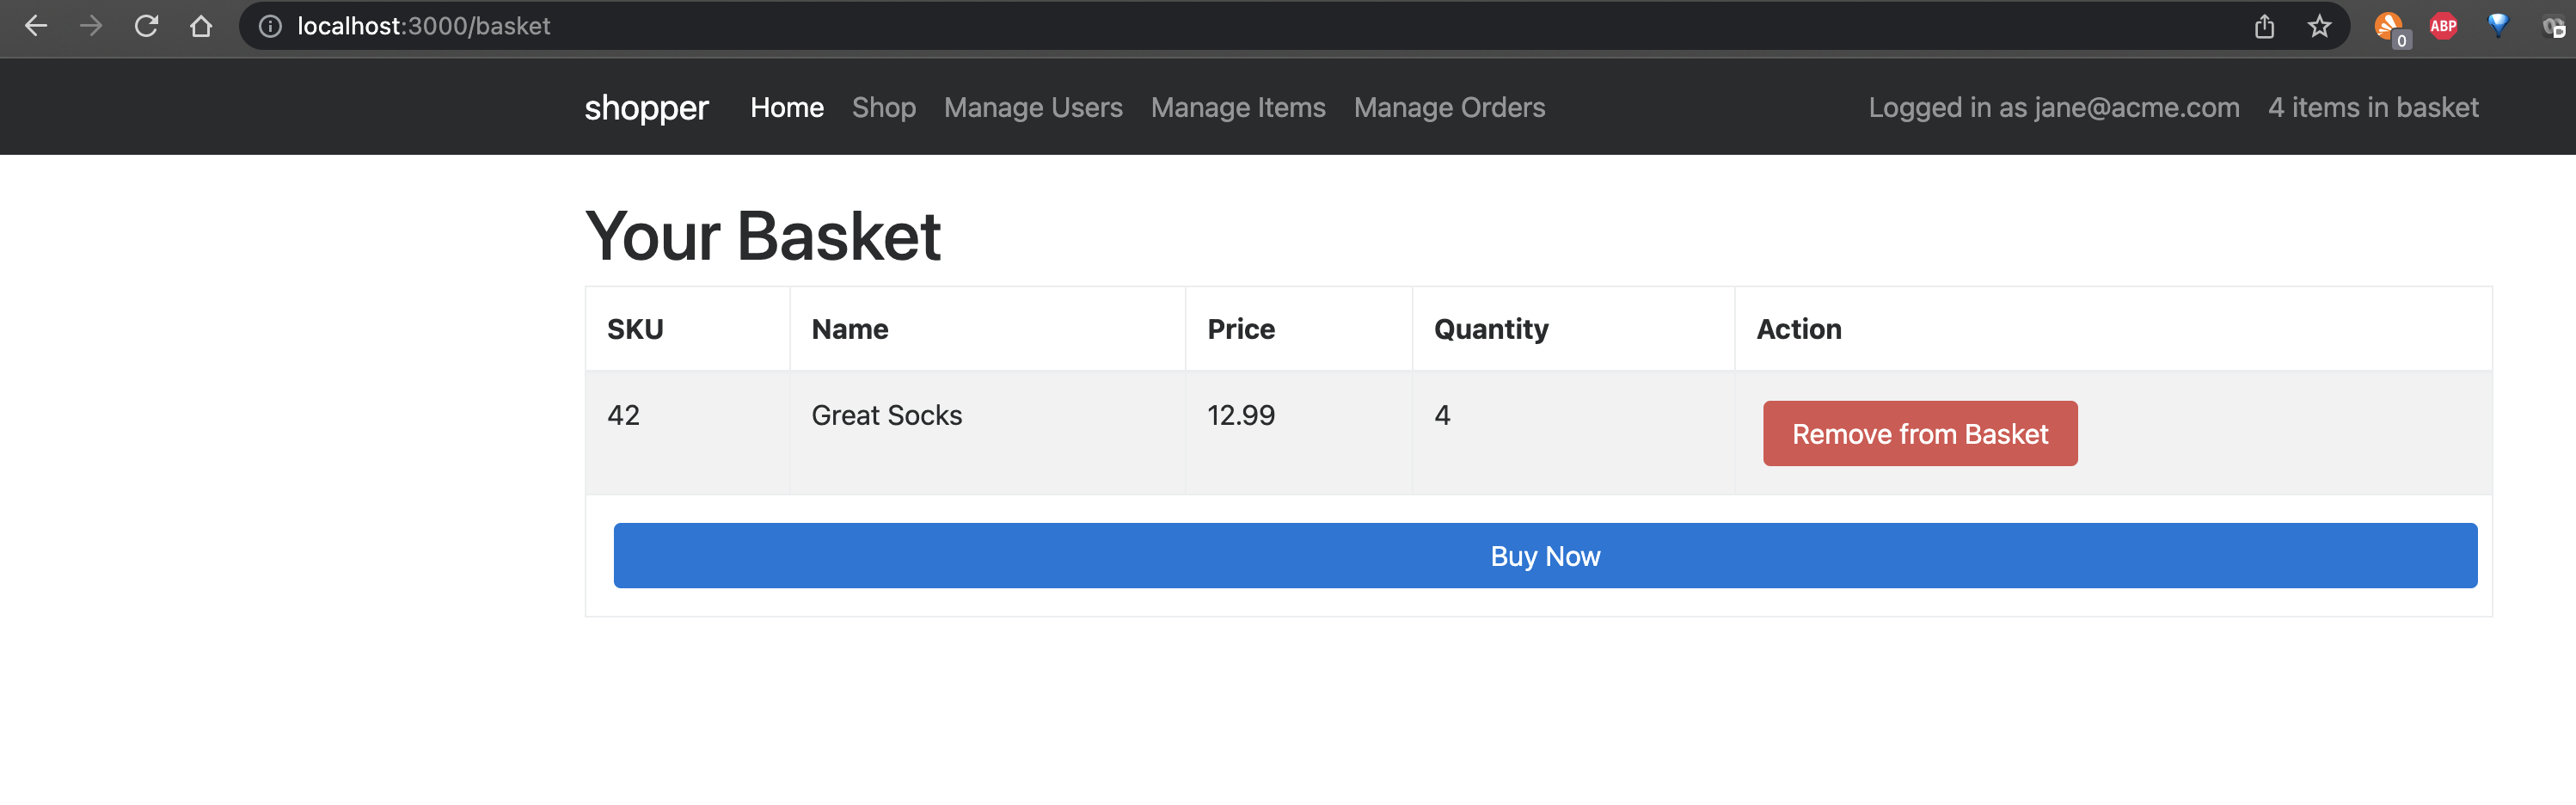 localhost:3000/basket
0
ABP
shopper Home Shop Manage Users Manage Items Manage Orders Logged in as jane@acme.com 4 items in basket
Your Basket
SKU Name Price Quantity Action
42 Great Socks 12.99 4 Remove from Basket
Buy Now